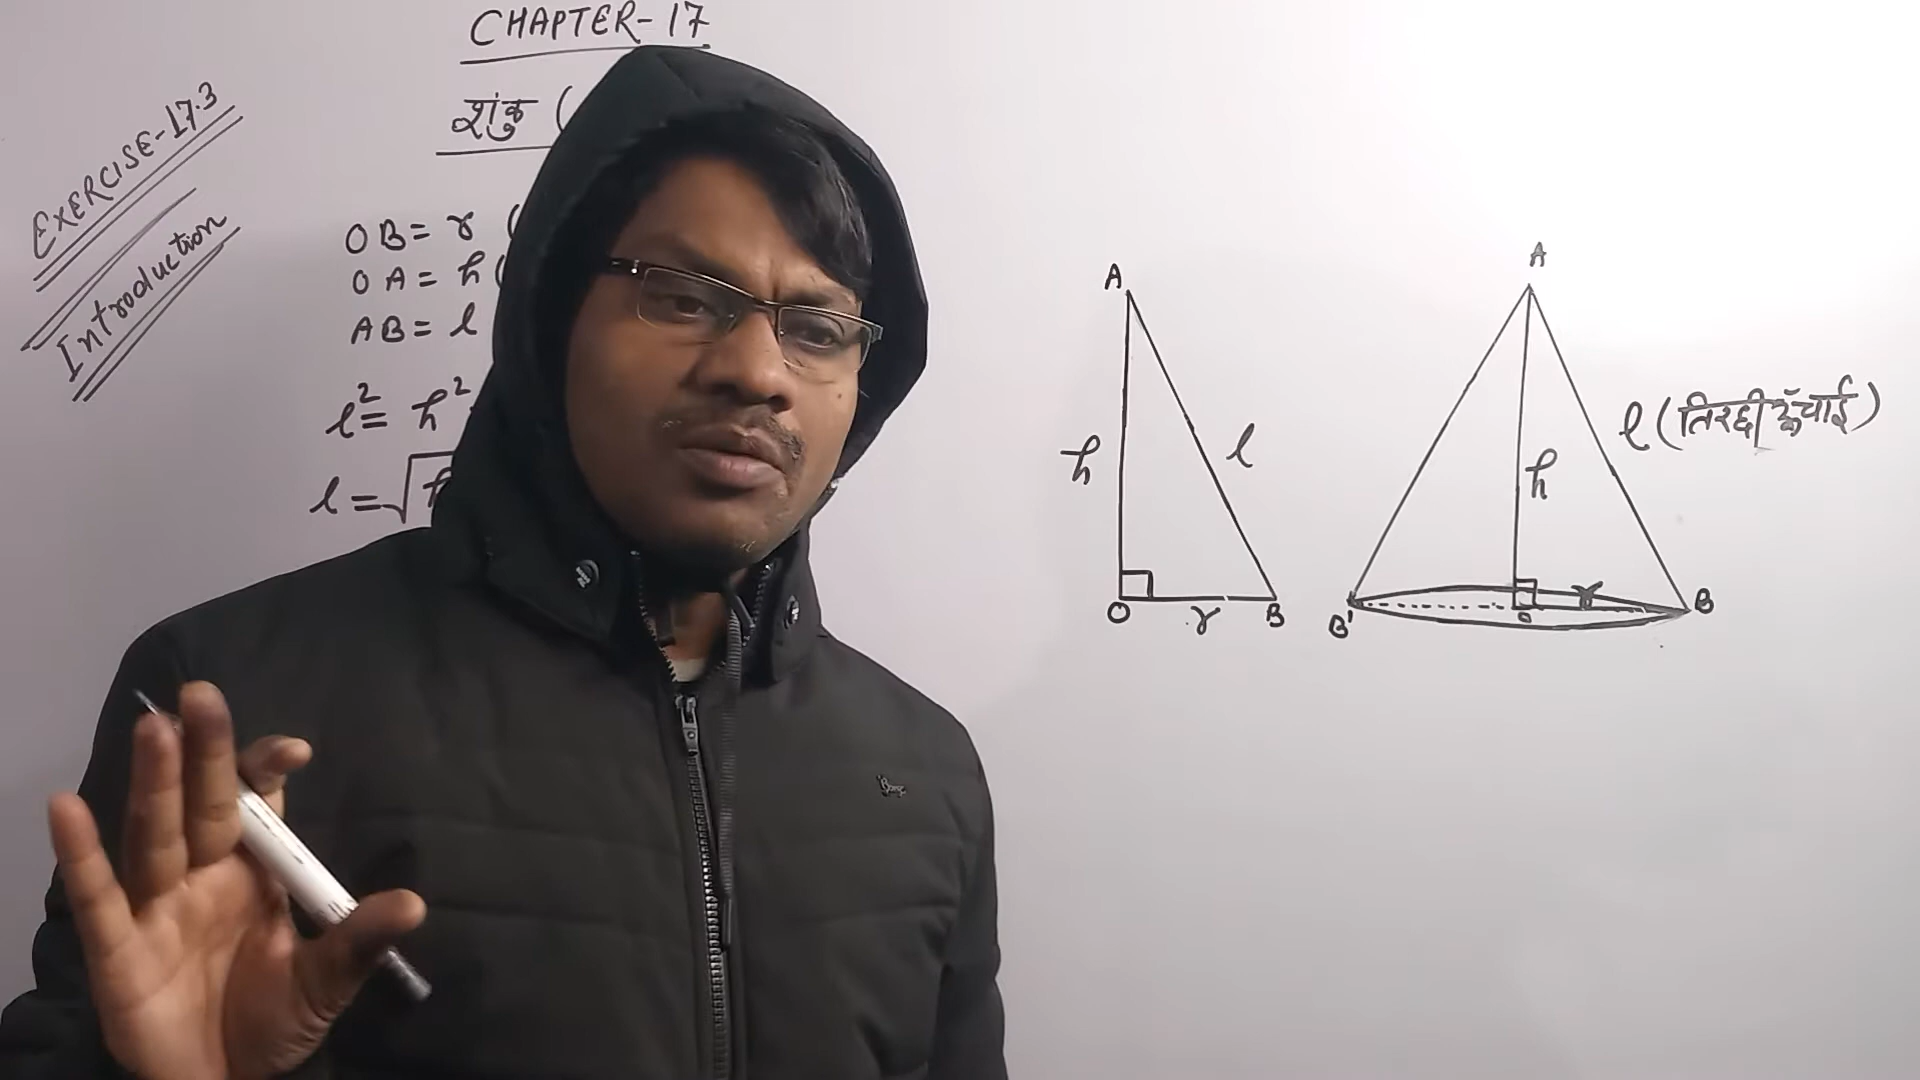 CHAPTER-17
शंकु (
EXERCISE-17.3
Introduction
OB = r (
OA = h (
AB = l
l² = h²
l = √h
A
h
l
O
r
B
A
l (तिरछी ऊँचाई)
h
r
B'
O
B